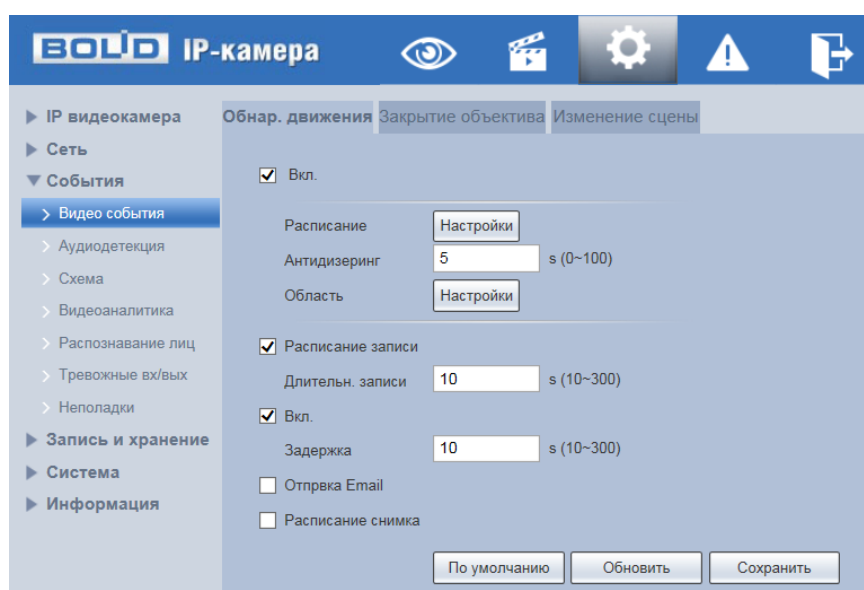 BOLID IP-камера
IP видеокамера
Сеть
События
Видео события
Аудиодетекция
Схема
Видеоаналитика
Распознавание лиц
Тревожные вх/вых
Неполадки
Запись и хранение
Система
Информация
Обнар. движения Закрытие объектива Изменение сцены
Вкл.
Расписание Настройки
Антидизеринг 5 s (0~100)
Область Настройки
Расписание записи
Длительн. записи 10 s (10~300)
Вкл.
Задержка 10 s (10~300)
Отпрвка Email
Расписание снимка
По умолчанию Обновить Сохранить